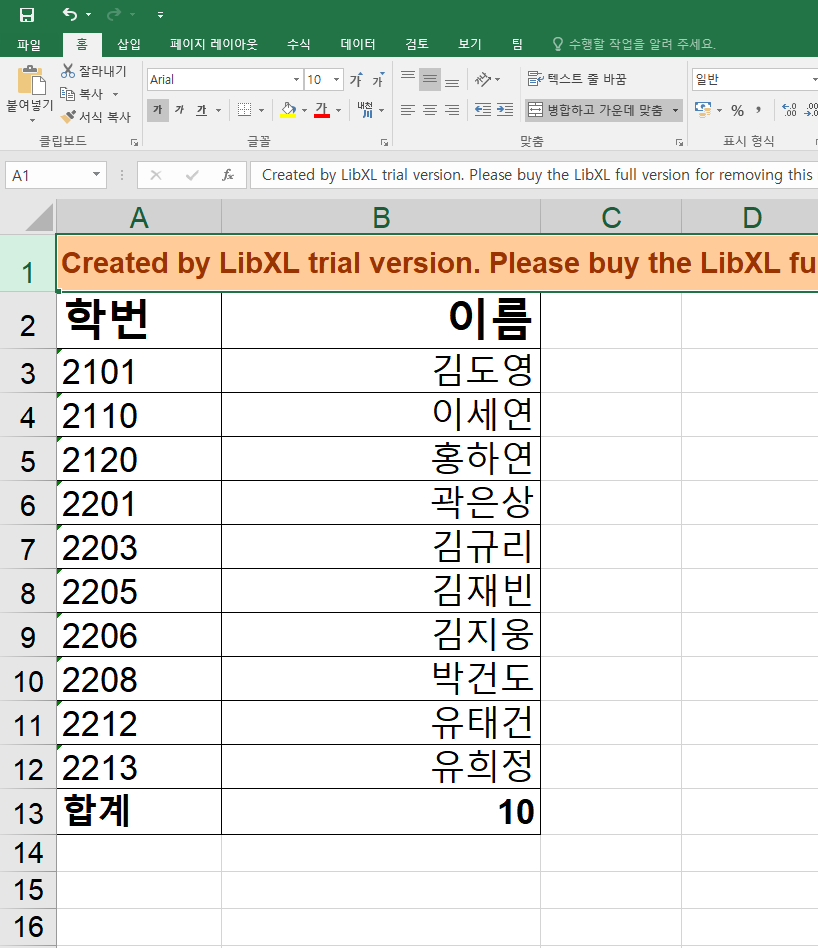 파일 홈 삽입 페이지 레이아웃 수식 데이터 검토 보기 팀 수행할 작업을 알려 주세요.
붙여넣기 잘라내기 Arial 10 가 가 텍스트 줄 바꿈 일반
복사 가 가 가 가 내천 병합하고 가운데 맞춤 % ,
서식 복사
클립보드 글꼴 맞춤 표시 형식
A1 fx Created by LibXL trial version. Please buy the LibXL full version for removing this
A B C D
1 Created by LibXL trial version. Please buy the LibXL fu
2 학번 이름
3 2101 김도영
4 2110 이세연
5 2120 홍하연
6 2201 곽은상
7 2203 김규리
8 2205 김재빈
9 2206 김지웅
10 2208 박건도
11 2212 유태건
12 2213 유희정
13 합계 10
14
15
16